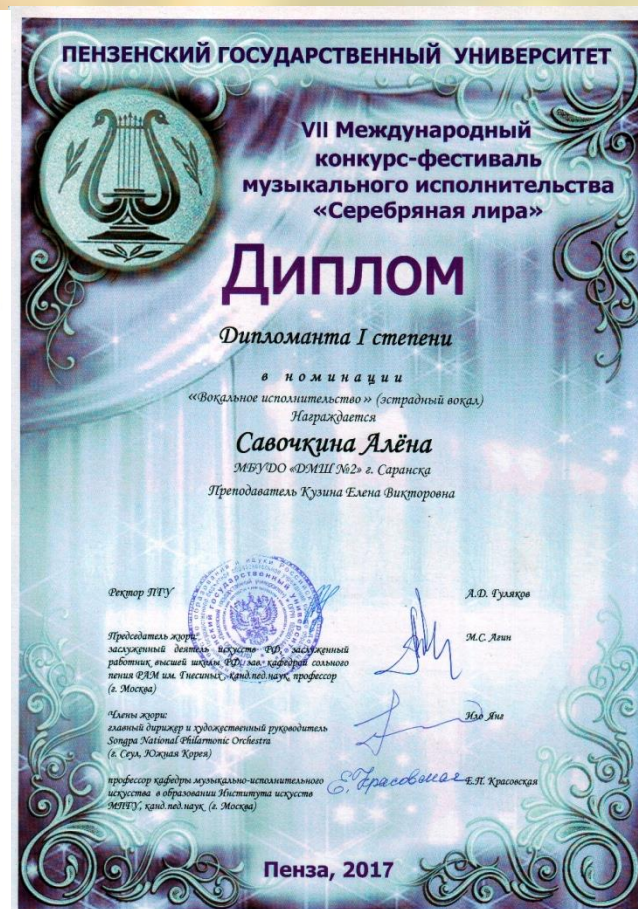 ПЕНЗЕНСКИЙ ГОСУДАРСТВЕННЫЙ УНИВЕРСИТЕТ
VII Международный
конкурс-фестиваль
музыкального исполнительства
«Серебряная лира»
Диплом
Дипломанта I степени
в номинации
««Вокальное исполнительство» (эстрадный вокал)
Награждается
Савочкина Алёна
МБУДО «ДМШ №2» г. Саранска
Преподаватель Кузина Елена Викторовна
Ректор ПГУ
А.Д. Гуляков
Председатель жюри:
заслуженный деятель искусств РФ, заслуженный
работник высшей школы РФ, зав. кафедрой сольного
пения РАМ им. Гнесиных, канд.пед.наук, профессор
(г. Москва)
М.С. Агин
Члены жюри:
главный дирижер и художественный руководитель
Songpa National Philarmonic Orchestra
(г. Сеул, Южная Корея)
Янг
профессор кафедры музыкально-исполнительного
искусства в образовании Института искусств
МПГУ, канд.пед.наук (г. Москва)
Е. Красовская
Е.П. Красовская
Пенза, 2017